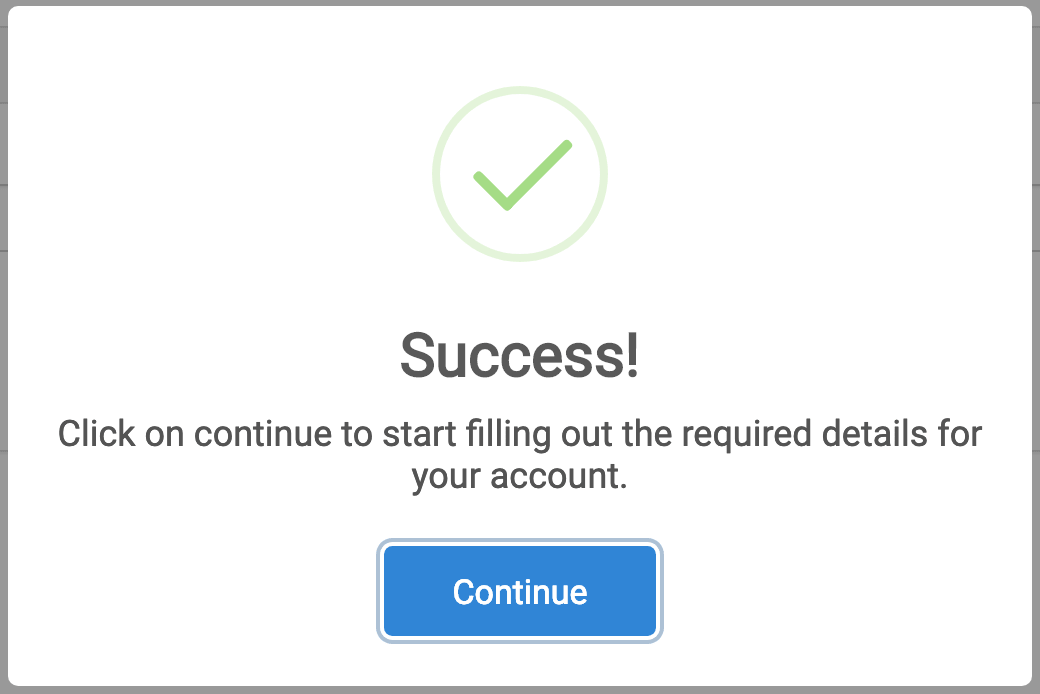 Success!
Click on continue to start filling out the required details for
your account.
Continue